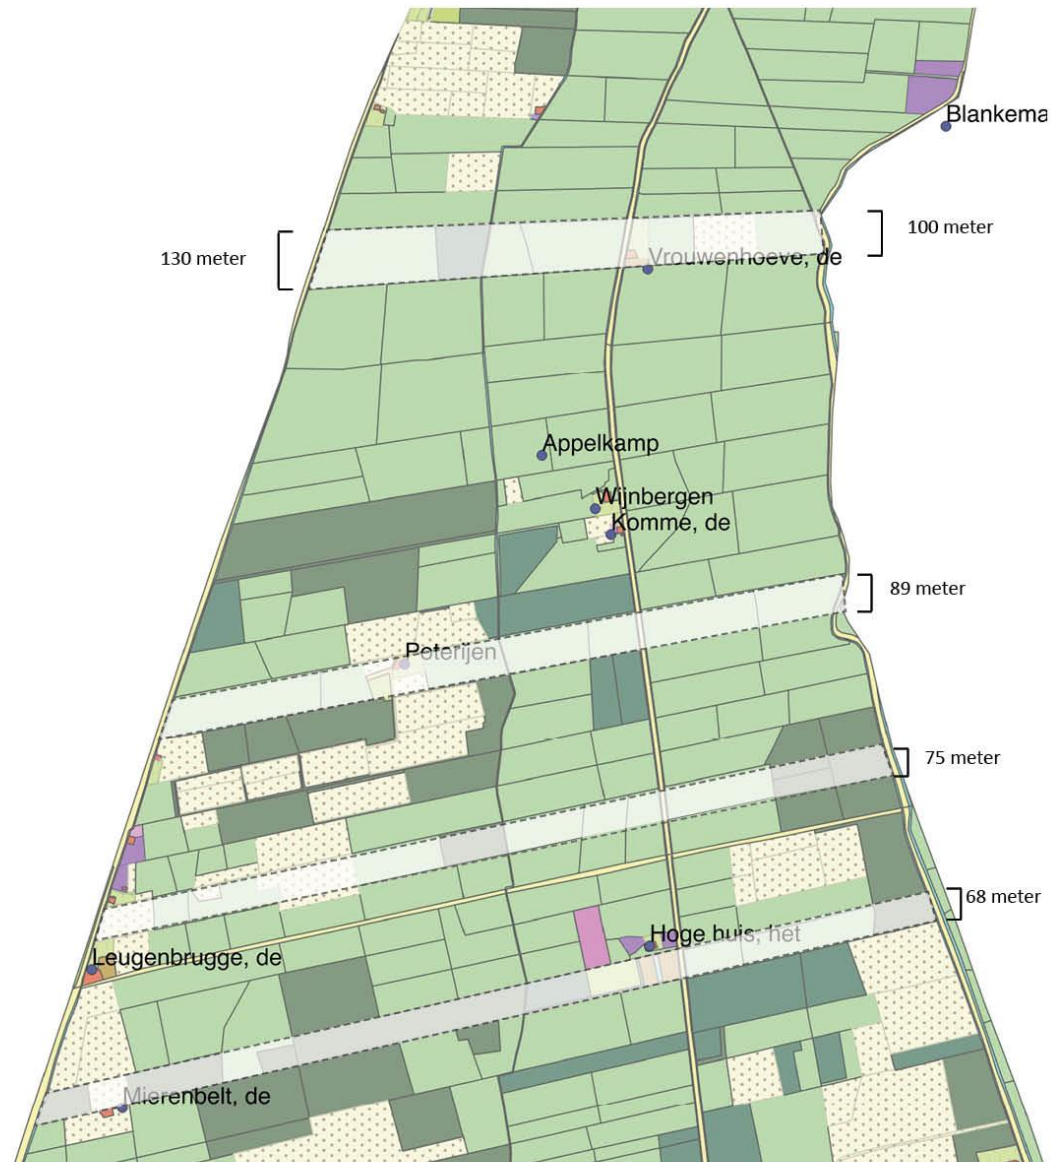 Blankema
100 meter
130 meter
Vrouwenhoeve, de
Appelkamp
Wijnbergen
Komme, de
89 meter
Poterijen
75 meter
68 meter
Hoge huis, het
Leugenbrugge, de
Mierenbelt, de